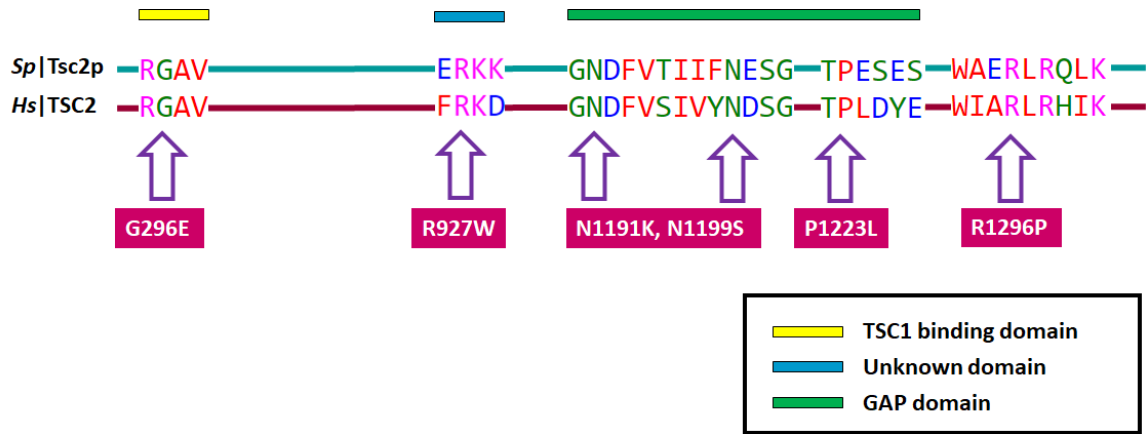 Sp|Tsc2p RGAV ERKK GNDFVTIIFNESG TPESES WAERLRQLK
Hs|TSC2 RGAV FRKD GNDFVSIVYNDSG TPLDYE WIARLRHIK
G296E R927W N1191K, N1199S P1223L R1296P
TSC1 binding domain
Unknown domain
GAP domain